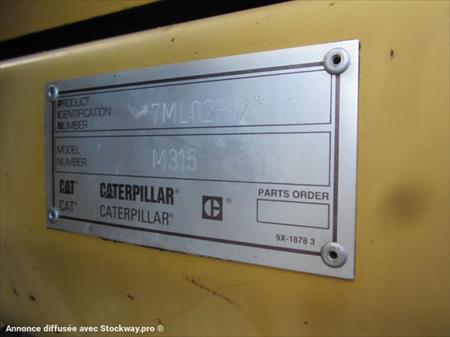 PRODUCT
IDENTIFICATION
NUMBER
*7ML02312*
MODEL
NUMBER
M315
CAT CATERPILLAR®
CAT® CATERPILLAR® C
PARTS ORDER
9X-1878 3
Annonce diffusée avec Stockway.pro ®